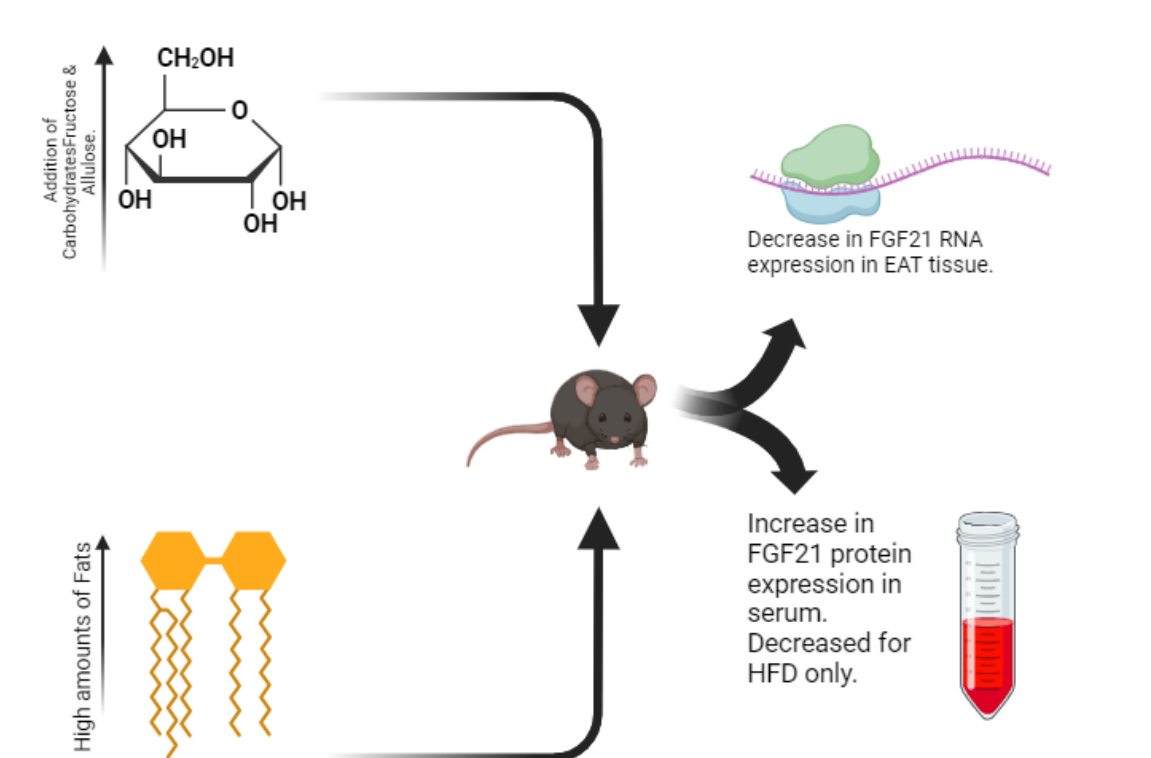 Addition of
CarbohydratesFructose &
Allulose.
CH₂OH
O
OH
OH
OH
OH
Decrease in FGF21 RNA
expression in EAT tissue.
High amounts of Fats
Increase in
FGF21 protein
expression in
serum.
Decreased for
HFD only.